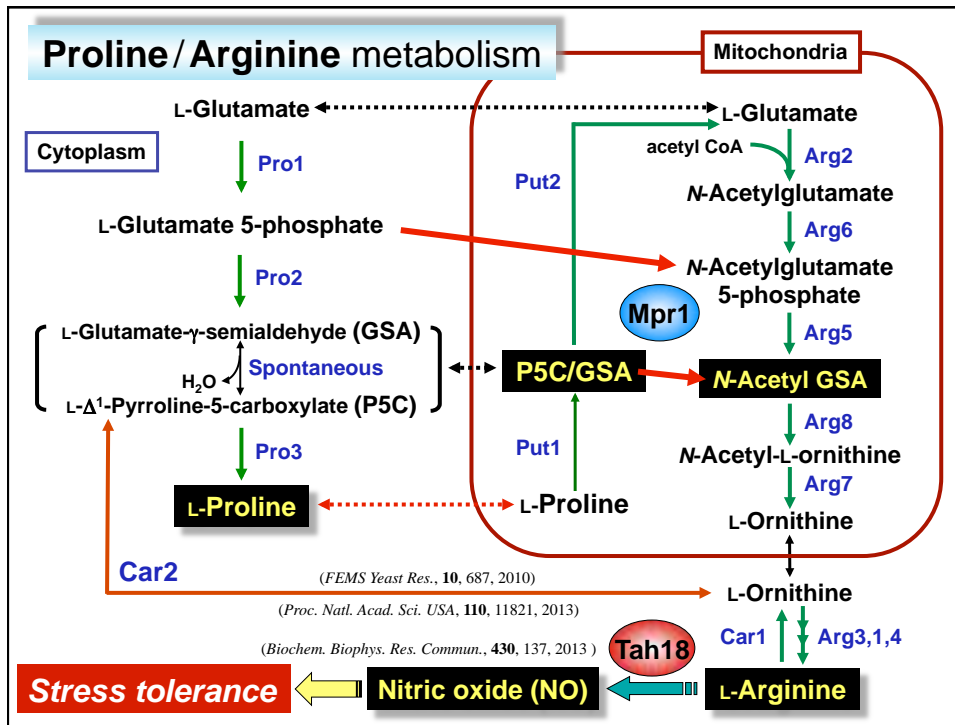 Proline / Arginine metabolism
Mitochondria
L-Glutamate
L-Glutamate
Cytoplasm
acetyl CoA
Pro1
Put2
Arg2
N-Acetylglutamate
L-Glutamate 5-phosphate
Arg6
Pro2
N-Acetylglutamate
5-phosphate
Mpr1
L-Glutamate-γ-semialdehyde (GSA)
Arg5
H2O
Spontaneous
P5C/GSA
N-Acetyl GSA
L-Δ1-Pyrroline-5-carboxylate (P5C)
Arg8
Pro3
Put1
N-Acetyl-L-ornithine
Arg7
L-Proline
L-Proline
L-Ornithine
Car2
(FEMS Yeast Res., 10, 687, 2010)
L-Ornithine
(Proc. Natl. Acad. Sci. USA, 110, 11821, 2013)
Car1
Arg3,1,4
(Biochem. Biophys. Res. Commun., 430, 137, 2013 )
Tah18
Stress tolerance
Nitric oxide (NO)
L-Arginine